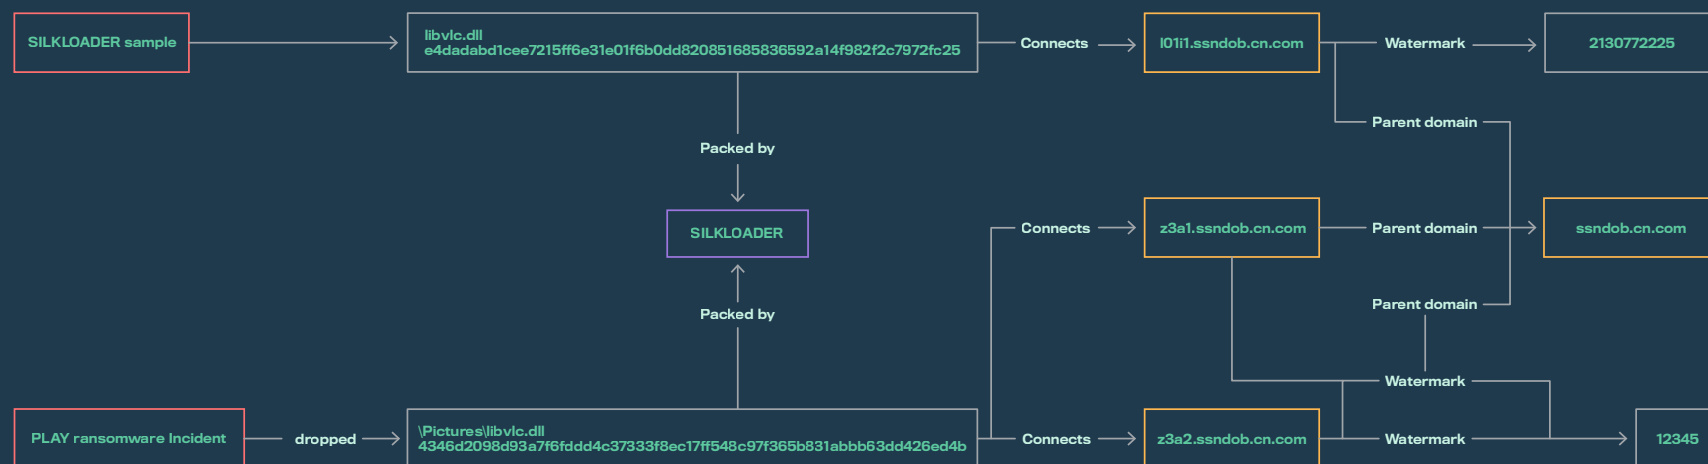 SILKLOADER sample
libvlc.dll
e4dadabd1cee7215ff6e31e01f6b0dd820851685836592a14f982f2c7972fc25
Connects
l01i1.ssndob.cn.com
Watermark
2130772225
Parent domain
Packed by
SILKLOADER
Connects
z3a1.ssndob.cn.com
Parent domain
ssndob.cn.com
Parent domain
Packed by
Watermark
PLAY ransomware Incident
dropped
\Pictures\libvlc.dll
4346d2098d93a7f6fddd4c37333f8ec17ff548c97f365b831abbb63dd426ed4b
Connects
z3a2.ssndob.cn.com
Watermark
12345